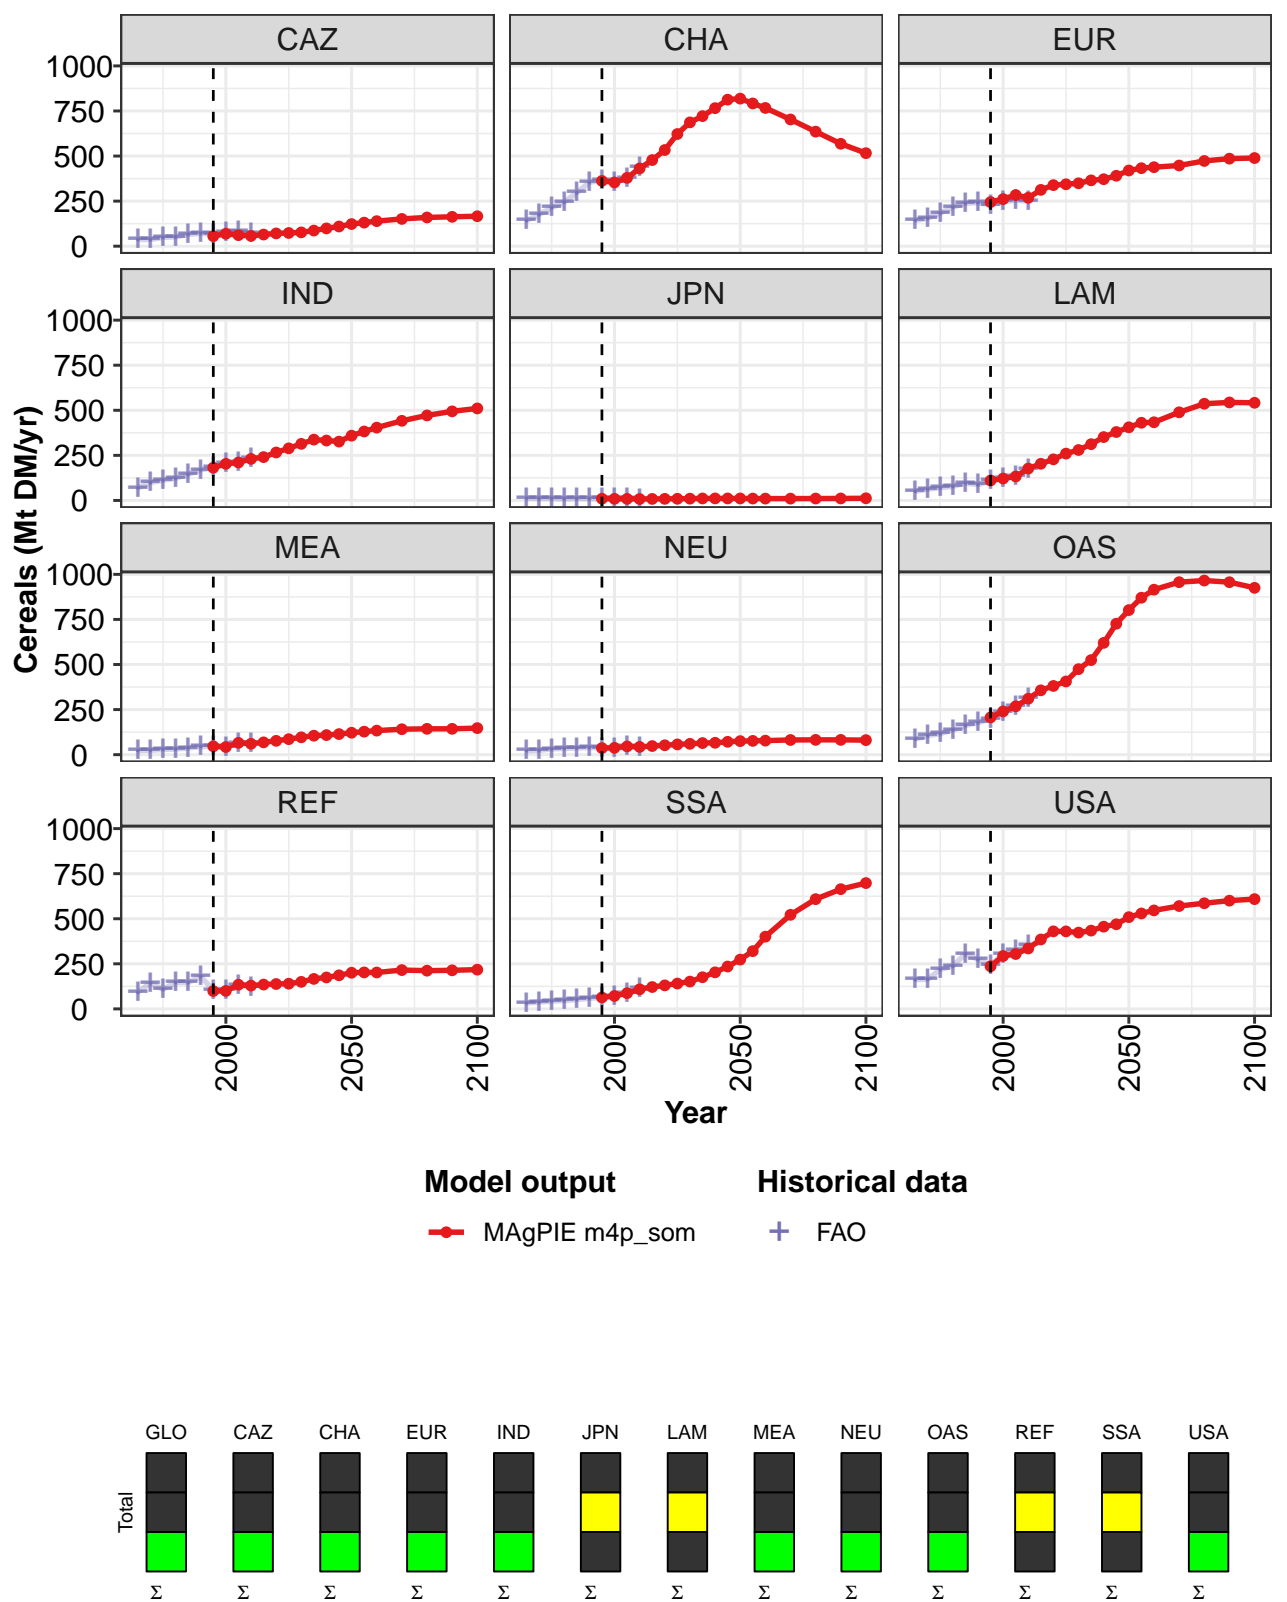 CAZ CHA EUR
1000
750
500
250
0
IND JPN LAM
1000
750
500
250
0
Cereals (Mt DM/yr)
MEA NEU OAS
1000
750
500
250
0
REF SSA USA
1000
750
500
250
0
2000 2050 2100 2000 2050 2100 2000 2050 2100
Year
Model output Historical data
MAgPIE m4p_som FAO
GLO CAZ CHA EUR IND JPN LAM MEA NEU OAS REF SSA USA
Total
Σ Σ Σ Σ Σ Σ Σ Σ Σ Σ Σ Σ Σ